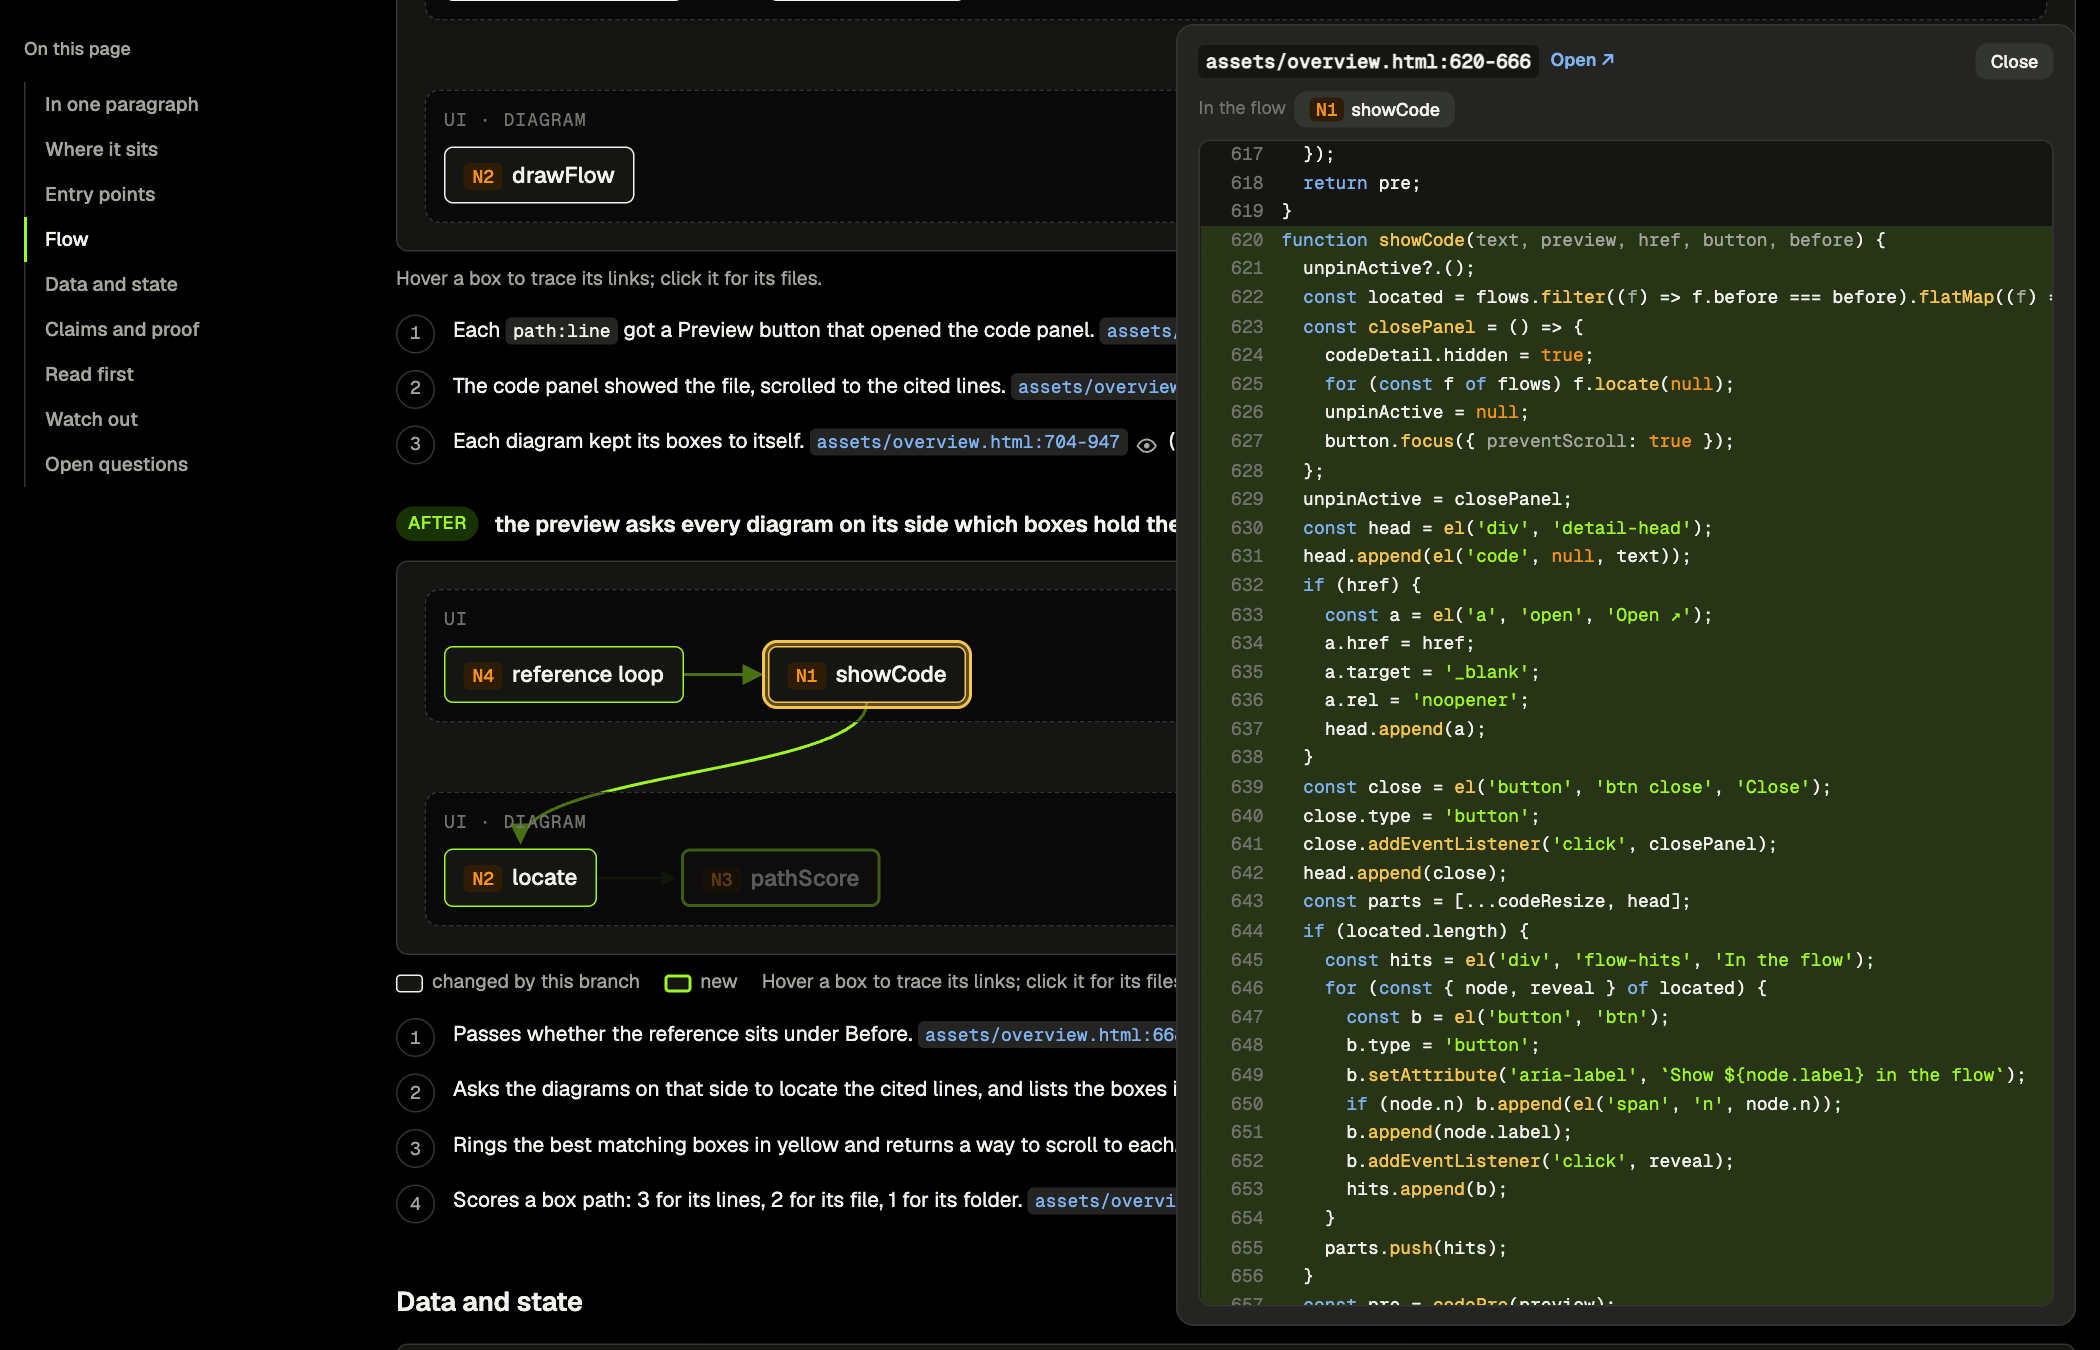 On this page
In one paragraph
Where it sits
Entry points
Flow
Data and state
Claims and proof
Read first
Watch out
Open questions
UI · DIAGRAM
N2 drawFlow
Hover a box to trace its links; click it for its files.
1 Each path:line got a Preview button that opened the code panel. assets/
2 The code panel showed the file, scrolled to the cited lines. assets/overview
3 Each diagram kept its boxes to itself. assets/overview.html:704-947 (
AFTER the preview asks every diagram on its side which boxes hold the
UI
N4 reference loop
N1 showCode
UI · DIAGRAM
N2 locate
N3 pathScore
changed by this branch new Hover a box to trace its links; click it for its files
1 Passes whether the reference sits under Before. assets/overview.html:66
2 Asks the diagrams on that side to locate the cited lines, and lists the boxes i
3 Rings the best matching boxes in yellow and returns a way to scroll to each.
4 Scores a box path: 3 for its lines, 2 for its file, 1 for its folder. assets/overvi
Data and state
assets/overview.html:620-666 Open ↗
Close
In the flow N1 showCode
617 });
618 return pre;
619 }
620 function showCode(text, preview, href, button, before) {
621 unpinActive?.();
622 const located = flows.filter((f) => f.before === before).flatMap((f) =
623 const closePanel = () => {
624 codeDetail.hidden = true;
625 for (const f of flows) f.locate(null);
626 unpinActive = null;
627 button.focus({ preventScroll: true });
628 };
629 unpinActive = closePanel;
630 const head = el('div', 'detail-head');
631 head.append(el('code', null, text));
632 if (href) {
633 const a = el('a', 'open', 'Open ↗');
634 a.href = href;
635 a.target = '_blank';
636 a.rel = 'noopener';
637 head.append(a);
638 }
639 const close = el('button', 'btn close', 'Close');
640 close.type = 'button';
641 close.addEventListener('click', closePanel);
642 head.append(close);
643 const parts = [...codeResize, head];
644 if (located.length) {
645 const hits = el('div', 'flow-hits', 'In the flow');
646 for (const { node, reveal } of located) {
647 const b = el('button', 'btn');
648 b.type = 'button';
649 b.setAttribute('aria-label', `Show ${node.label} in the flow`);
650 if (node.n) b.append(el('span', 'n', node.n));
651 b.append(node.label);
652 b.addEventListener('click', reveal);
653 hits.append(b);
654 }
655 parts.push(hits);
656 }
657 const pre = codePre(preview);